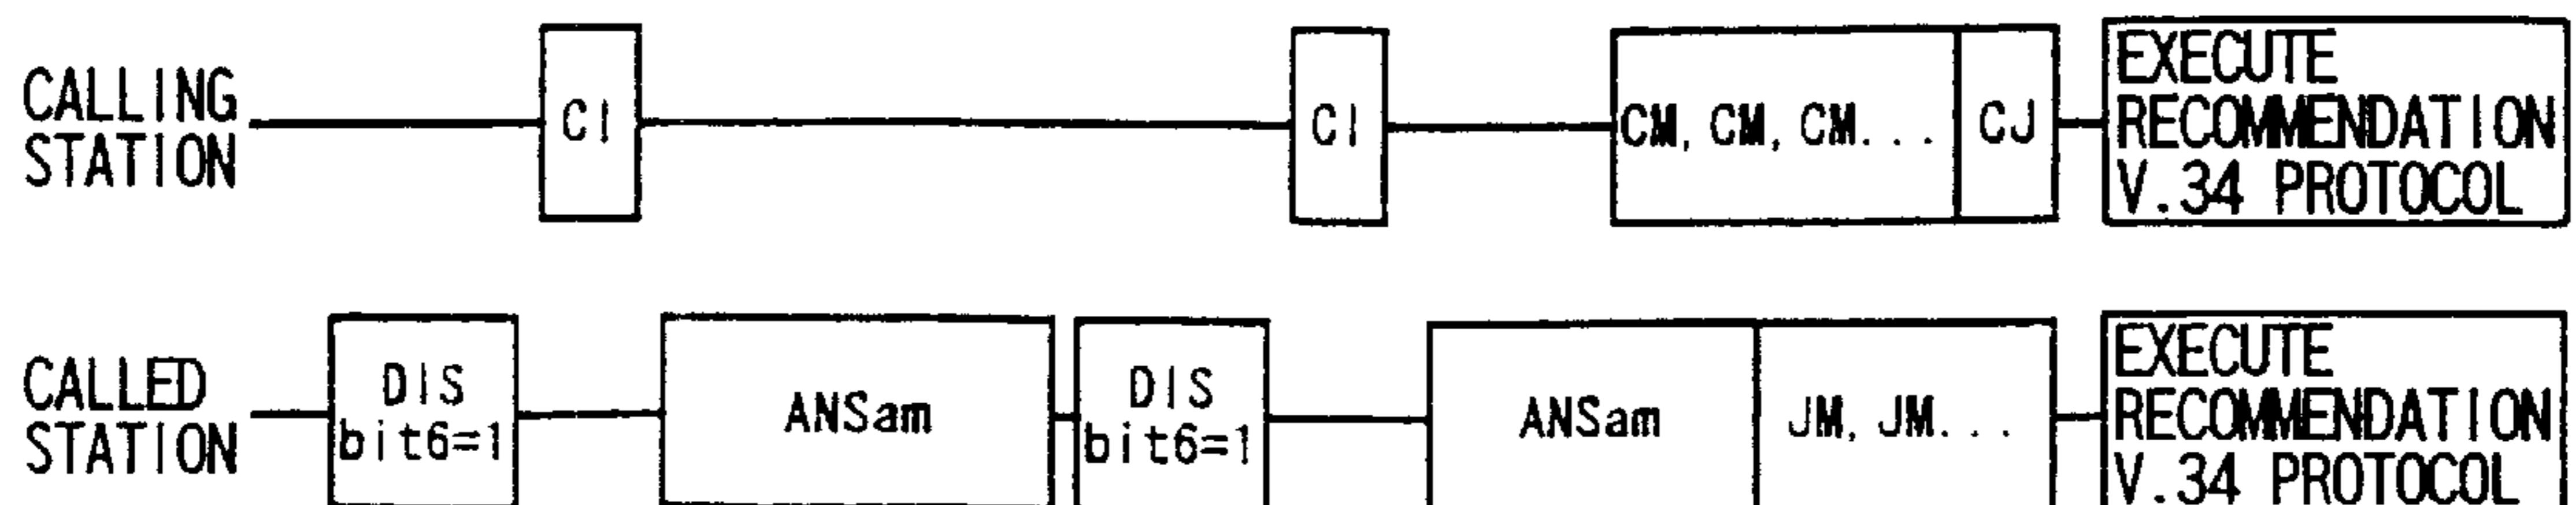 CALLING
STATION
CI
CI
CM, CM, CM...
CJ
EXECUTE
RECOMMENDATION
V.34 PROTOCOL
CALLED
STATION
DIS
bit6=1
ANSam
DIS
bit6=1
ANSam
JM, JM...
EXECUTE
RECOMMENDATION
V.34 PROTOCOL